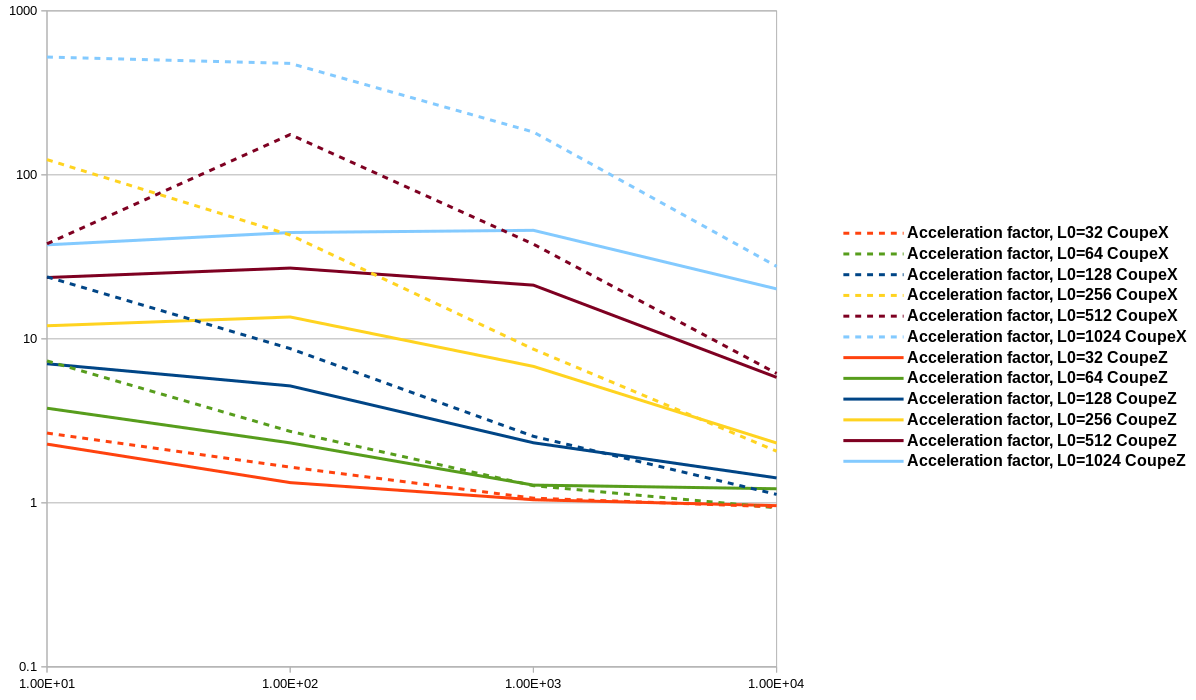 1000
100
10
1
0.1
1.00E+01
1.00E+02
1.00E+03
1.00E+04
Acceleration factor, L0=32 CoupeX
Acceleration factor, L0=64 CoupeX
Acceleration factor, L0=128 CoupeX
Acceleration factor, L0=256 CoupeX
Acceleration factor, L0=512 CoupeX
Acceleration factor, L0=1024 CoupeX
Acceleration factor, L0=32 CoupeZ
Acceleration factor, L0=64 CoupeZ
Acceleration factor, L0=128 CoupeZ
Acceleration factor, L0=256 CoupeZ
Acceleration factor, L0=512 CoupeZ
Acceleration factor, L0=1024 CoupeZ